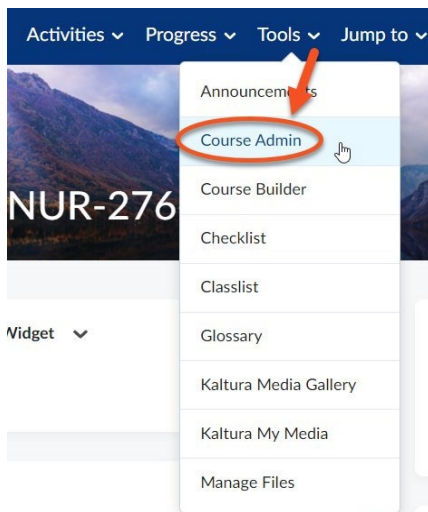 Activities Progress Tools Jump to
Announcements
Course Admin
NUR-276
Course Builder
Checklist
Classlist
Widget
Glossary
Kaltura Media Gallery
Kaltura My Media
Manage Files